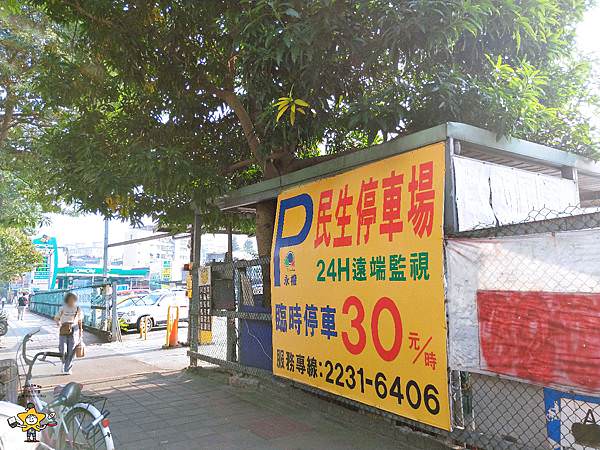 P 民生停車場
永固
24H遠端監視
臨時停車30元/時
服務專線:2231-6406